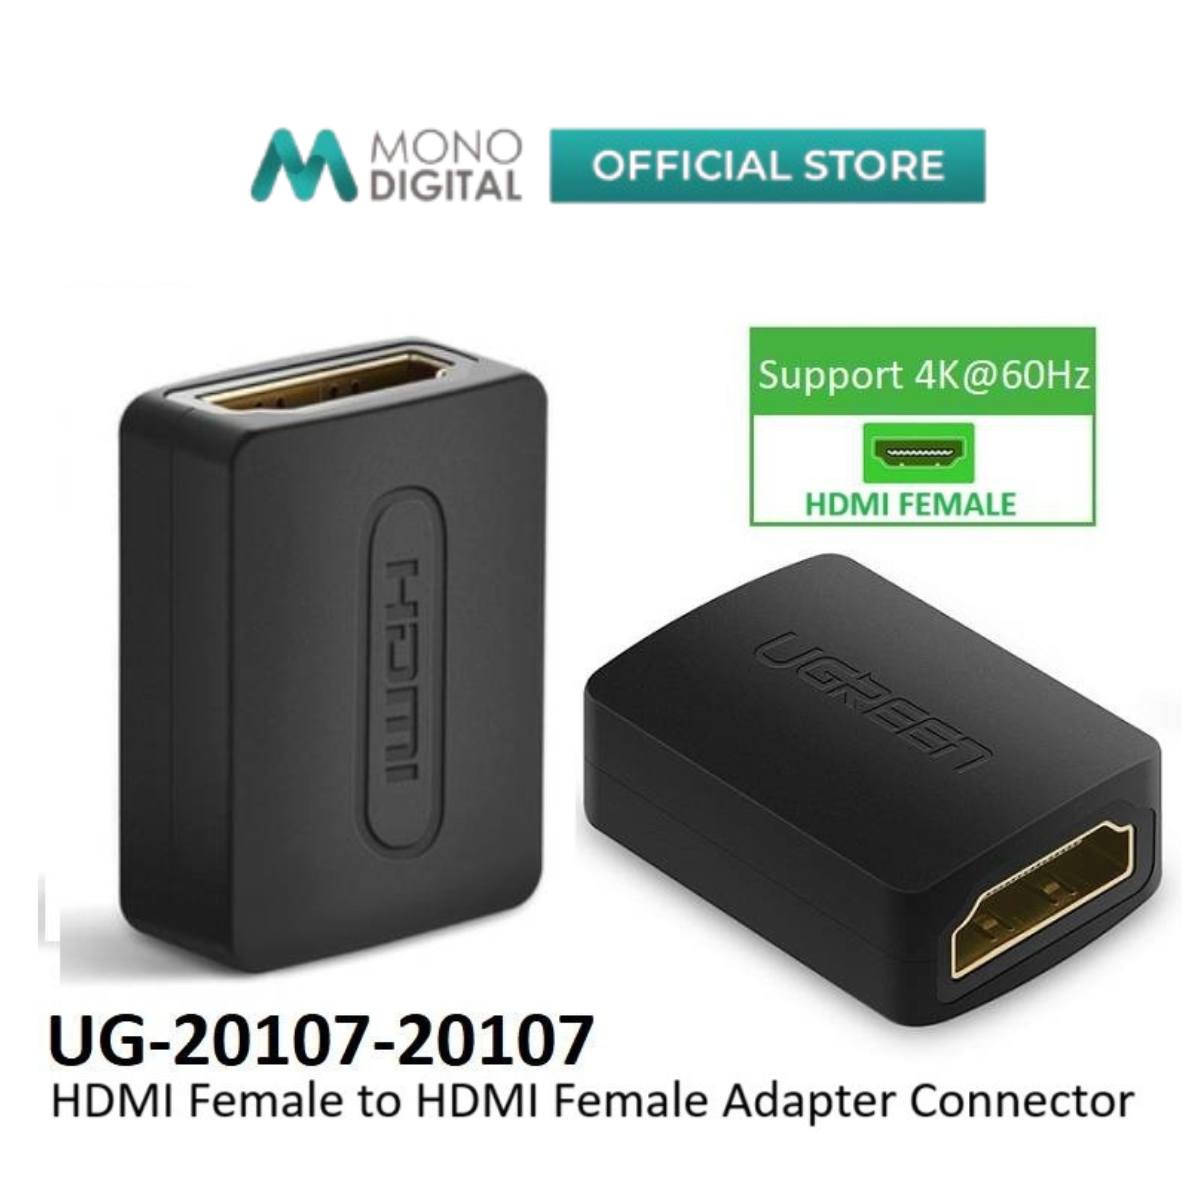 MONO
DIGITAL
OFFICIAL STORE
Support 4K@60Hz
HDMI FEMALE
HDMI
UGREEN
UG-20107-20107
HDMI Female to HDMI Female Adapter Connector